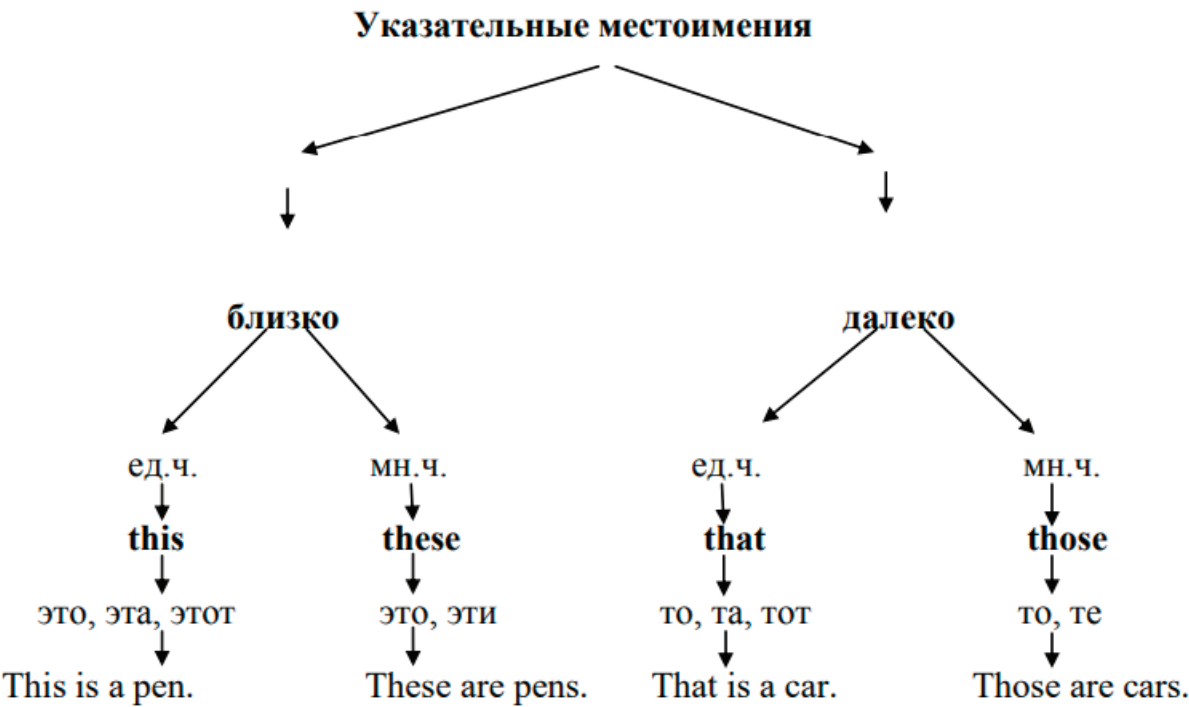 Указательные местоимения
близко далеко
ед.ч. мн.ч. ед.ч. мн.ч.
this these that those
это, эта, этот это, эти то, та, тот то, те
This is a pen. These are pens. That is a car. Those are cars.